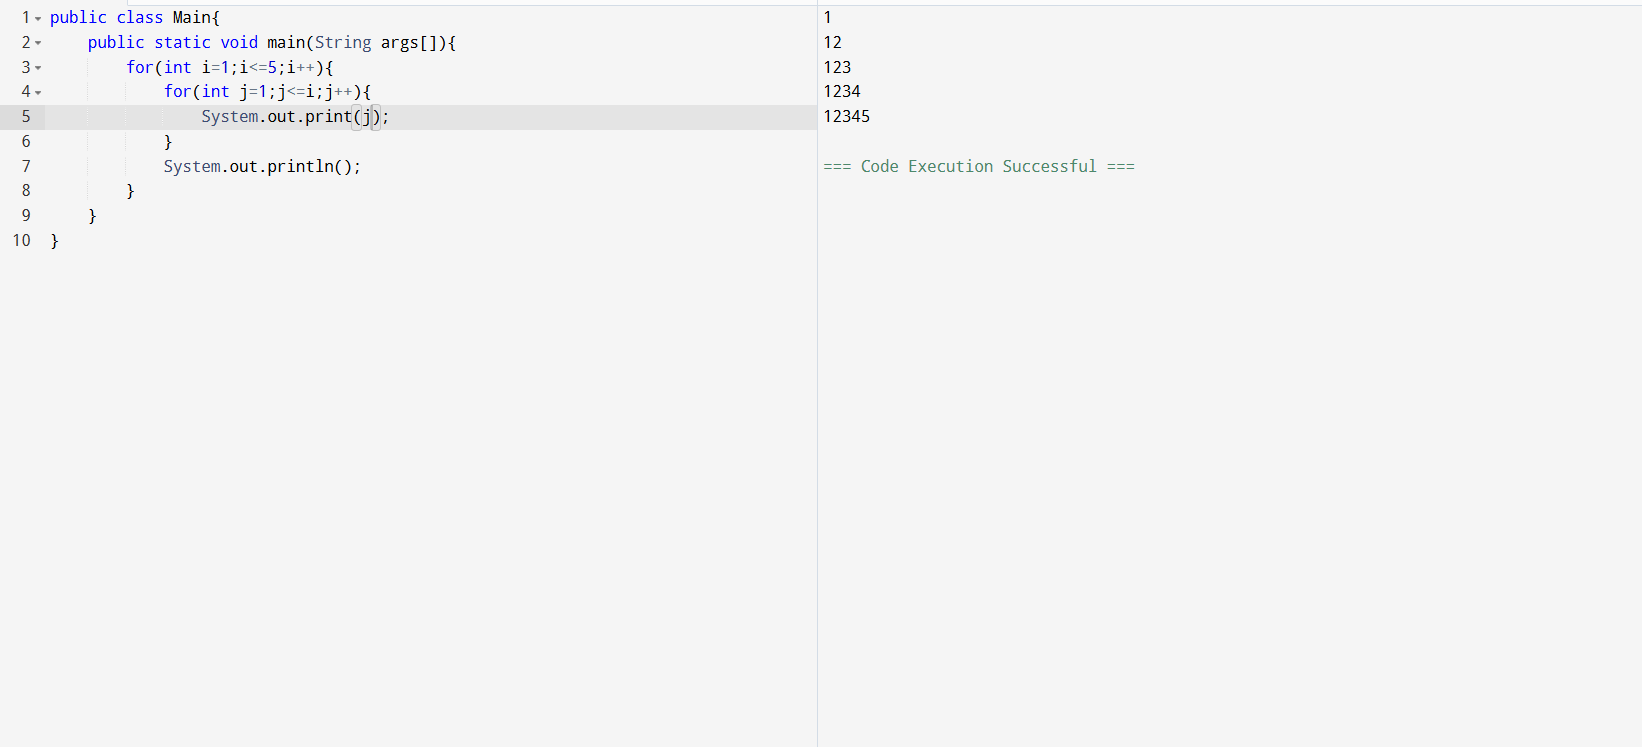 1 public class Main{
2     public static void main(String args[]){
3         for(int i=1;i<=5;i++){
4             for(int j=1;j<=i;j++){
5                 System.out.print(j);
6             }
7             System.out.println();
8         }
9     }
10 }
1
12
123
1234
12345
=== Code Execution Successful ===